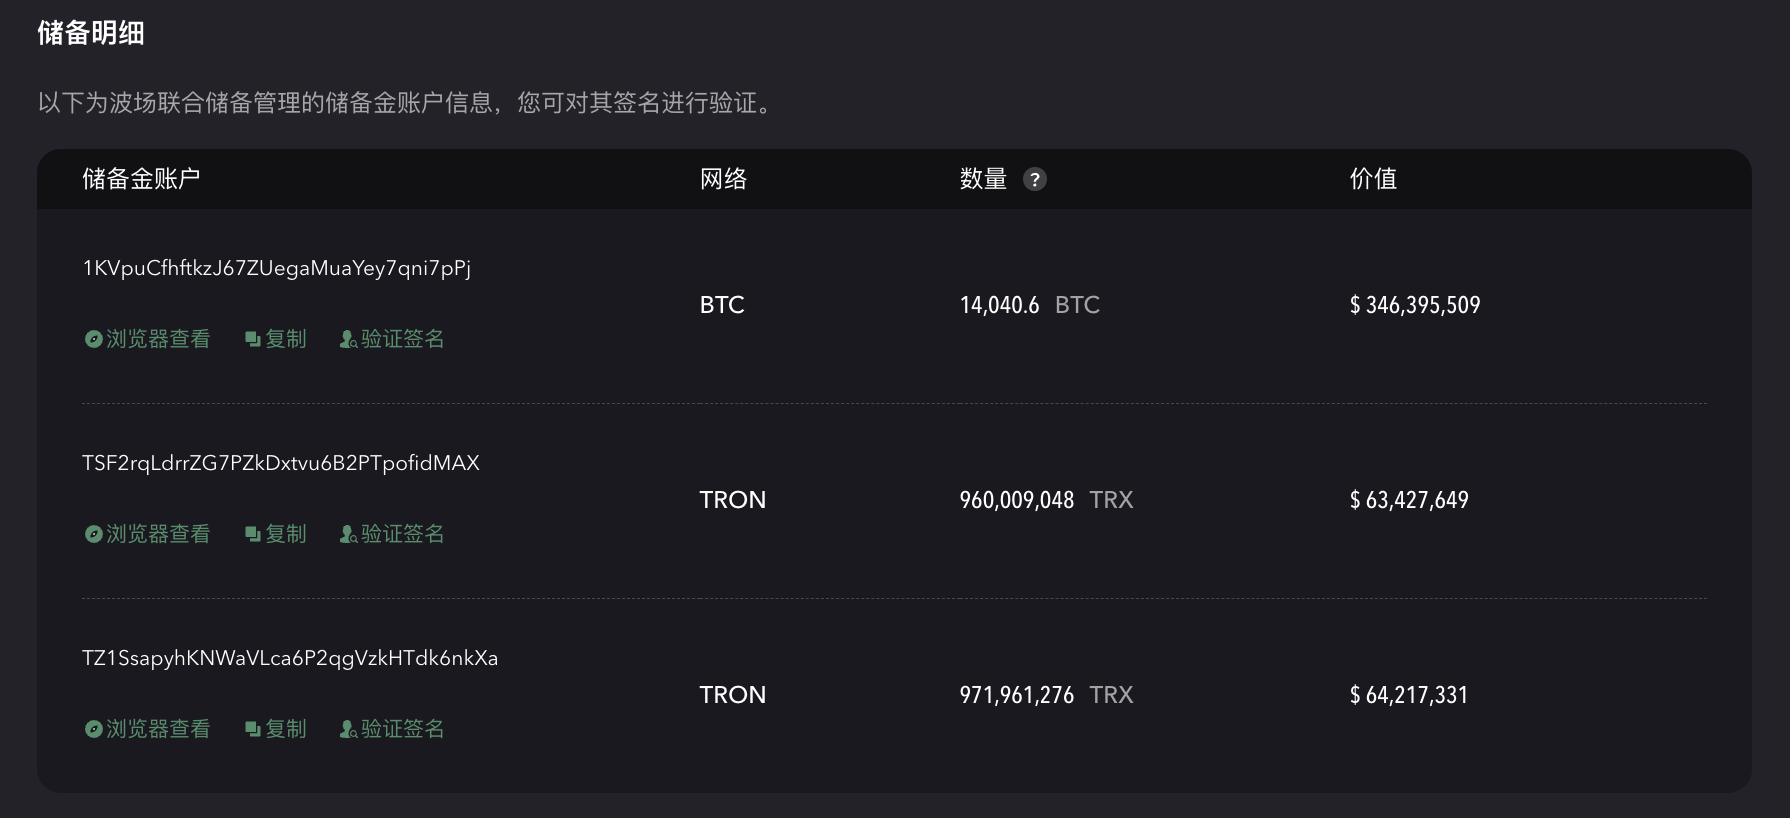 储备明细
以下为波场联合储备管理的储备金账户信息，您可对其签名进行验证。
储备金账户 网络 数量 ? 价值
1KVpuCfhftkzJ67ZUegaMuaYey7qni7pPj
BTC 14,040.6 BTC $ 346,395,509
浏览器查看 复制 验证签名
TSF2rqLdrrZG7PZkDxtvu6B2PTpofidMAX
TRON 960,009,048 TRX $ 63,427,649
浏览器查看 复制 验证签名
TZ1SsapyhKNWaVLca6P2qgVzkHTdk6nkXa
TRON 971,961,276 TRX $ 64,217,331
浏览器查看 复制 验证签名